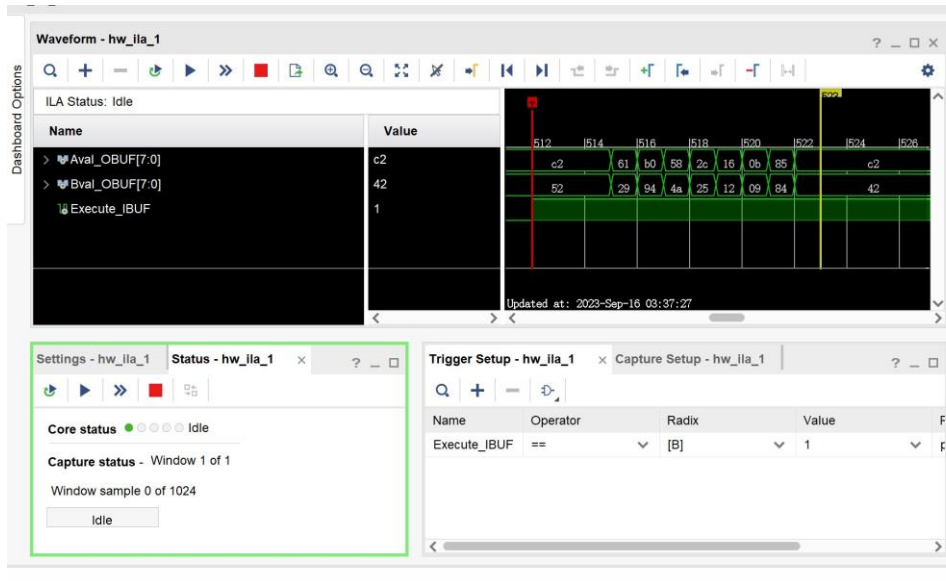 Dashboard Options
Waveform - hw_ila_1
ILA Status: Idle
Name Value
Aval_OBUF[7:0] c2
Bval_OBUF[7:0] 42
Execute_IBUF 1
512 514 516 518 520 522 524 526
c2 61 b0 58 2c 16 0b 85 c2
52 29 94 4a 25 12 09 84 42
Updated at: 2023-Sep-16 03:37:27
Settings - hw_ila_1 Status - hw_ila_1
Core status Idle
Capture status - Window 1 of 1
Window sample 0 of 1024
Idle
Trigger Setup - hw_ila_1 Capture Setup - hw_ila_1
Name Operator Radix Value
Execute_IBUF == [B] 1